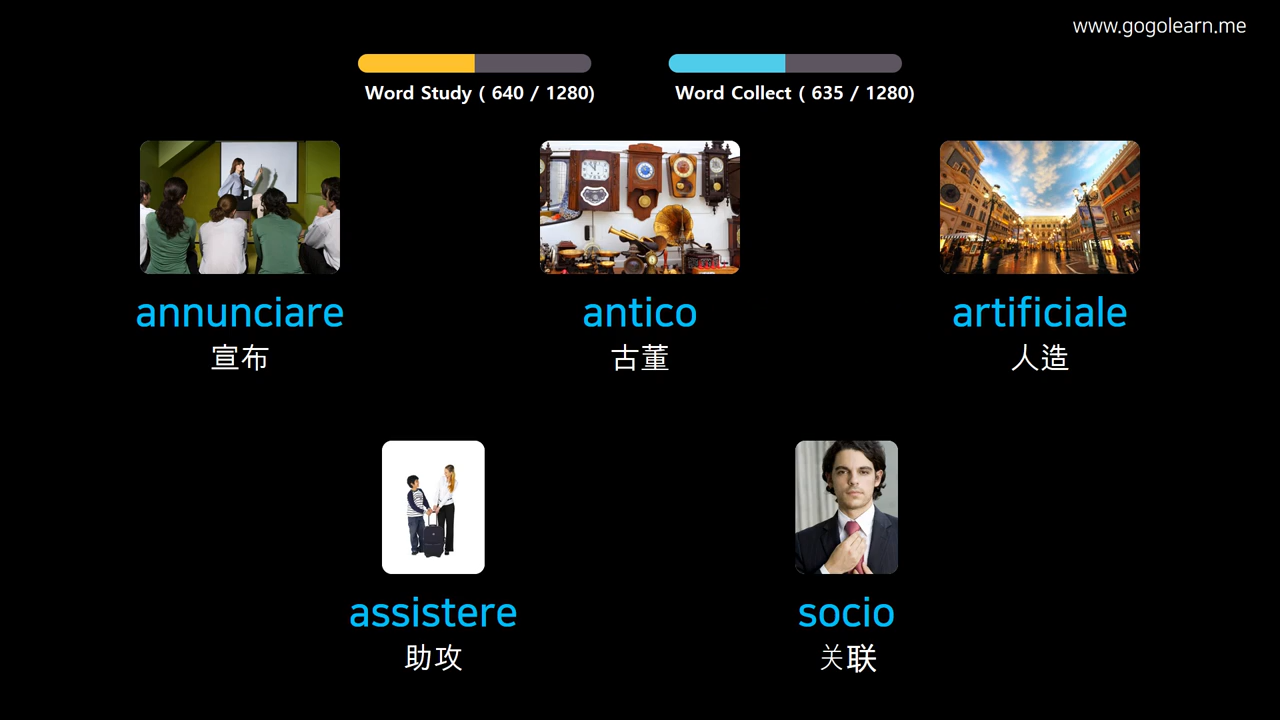 www.gogolearn.me
Word Study ( 640 / 1280)
Word Collect ( 635 / 1280)
annunciare
宣布
antico
古董
artificiale
人造
assistere
助攻
socio
关联